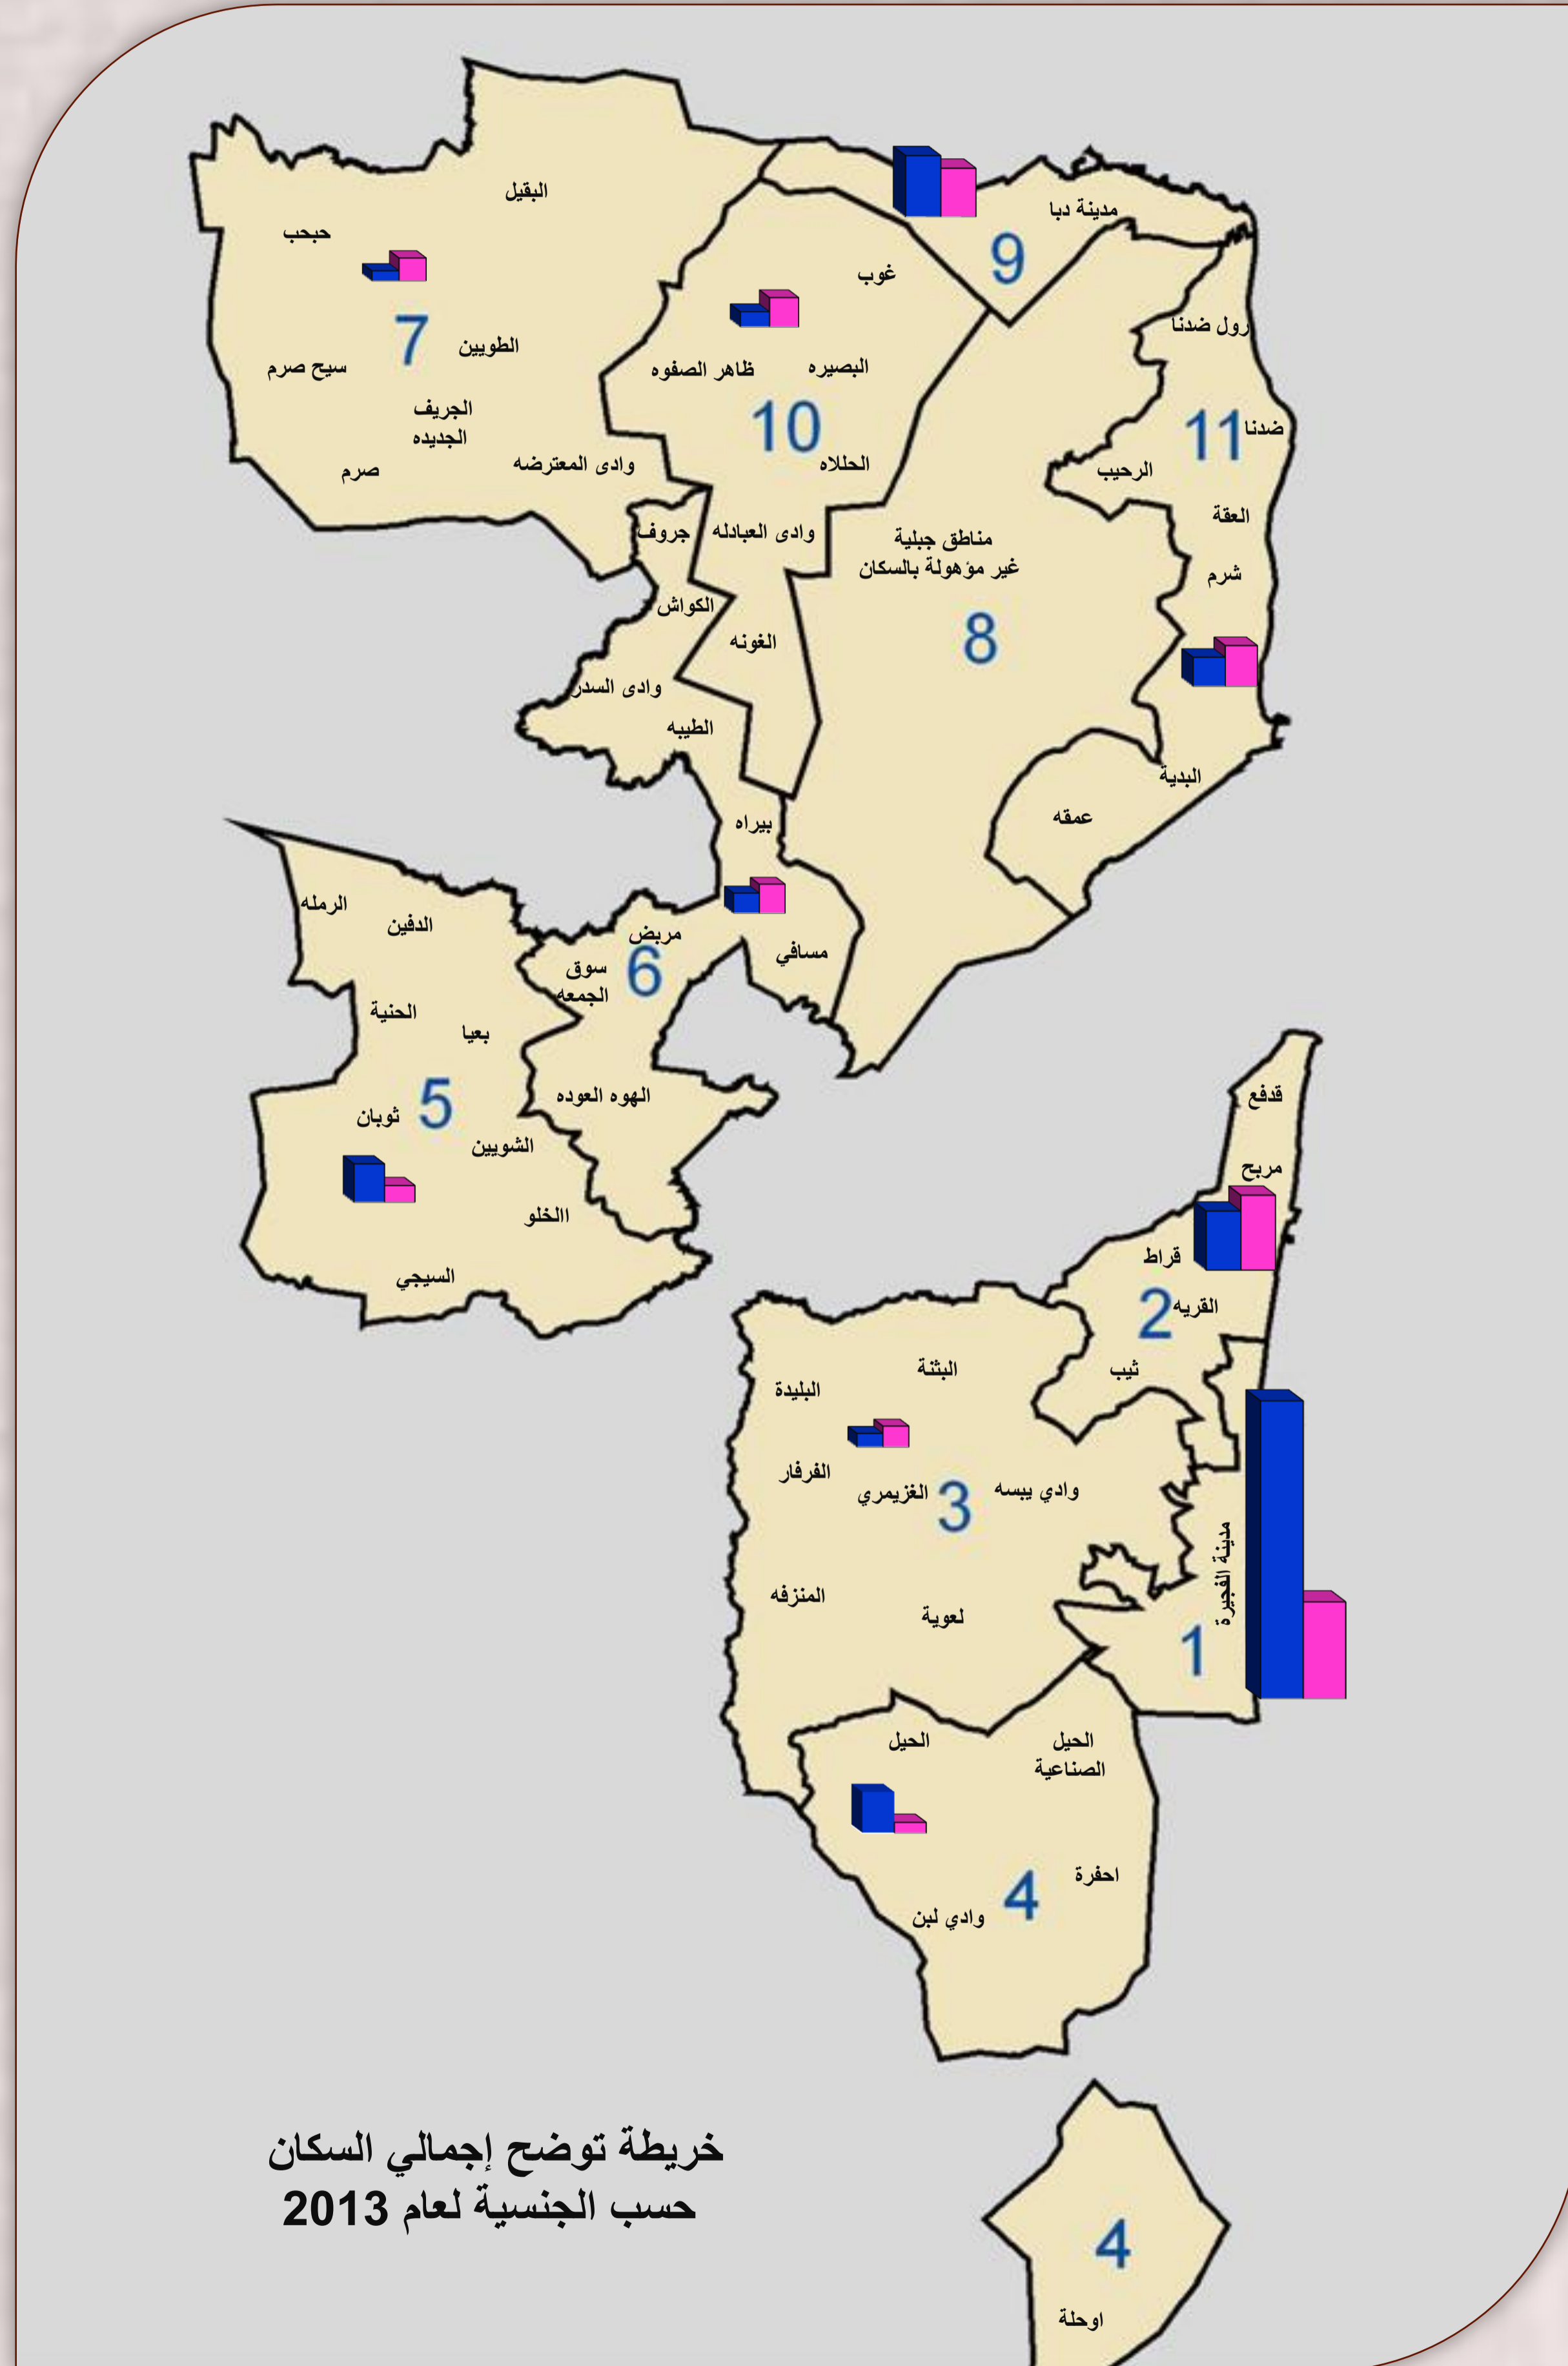 البقيل
حبحب
7
الطويين
سيح صرم
الجريف
الجديده
صرم
وادى المعترضه
مدينة دبا
9
غوب
ظاهر الصفوه
البصيره
10
الحللاه
وادى العبادله
الغونه
رول ضدنا
11
ضدنا
الرحيب
العقة
شرم
البدية
عمقه
مناطق جبلية
غير مؤهولة بالسكان
8
جروف
الكواش
وادى السدر
الطيبه
بيراه
مسافي
مربض
6
سوق
الجمعه
الهوه العوده
الرمله
الدفين
الحنية
بعيا
5
ثوبان
الشويين
االخلو
السيجي
قدفع
مربح
قراط
2
القريه
ثيب
البثنة
البليدة
الفرفار
الغزيمري
3
وادي يبسه
المنزفه
لعوية
مدينة الفجيرة
1
الحيل
الحيل
الصناعية
احفرة
4
وادي لبن
4
اوحلة
خريطة توضح إجمالي السكان
حسب الجنسية لعام 2013